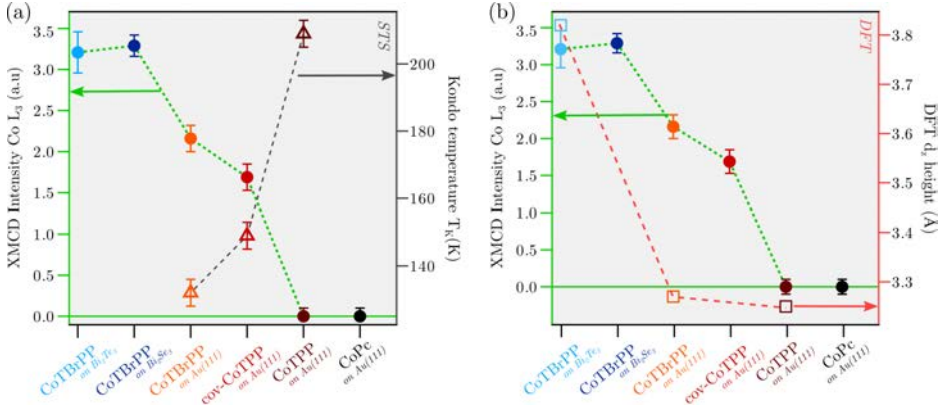 (a)
XMCD Intensity Co L₃ (a.u)
3.5
3.0
2.5
2.0
1.5
1.0
0.5
0.0
STS
200
180
160
140
Kondo temperature T_K(K)
CoTBrPP
on Bi₂Te₃
CoTBrPP
on Bi₂Se₃
CoTBrPP
on Au(111)
cov-CoTPP
on Au(111)
CoTPP
on Au(111)
CoPc
on Au(111)
(b)
XMCD Intensity Co L₃ (a.u)
3.5
3.0
2.5
2.0
1.5
1.0
0.5
0.0
DFT
3.8
3.7
3.6
3.5
3.4
3.3
DFT d_z height (Å)
CoTBrPP
on Bi₂Te₃
CoTBrPP
on Bi₂Se₃
CoTBrPP
on Au(111)
cov-CoTPP
on Au(111)
CoTPP
on Au(111)
CoPc
on Au(111)